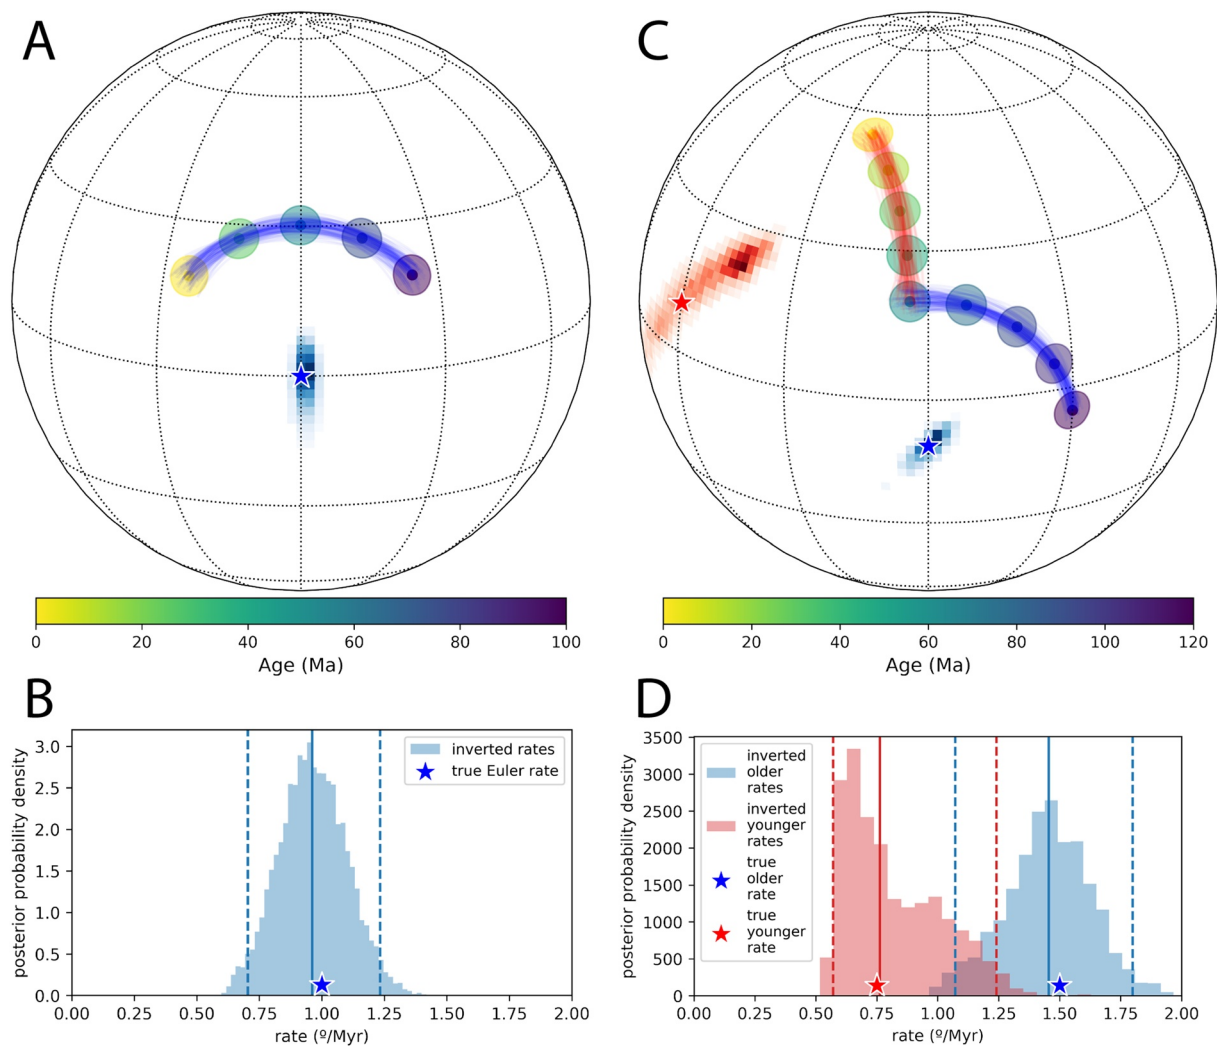 A
C
0 20 40 60 80 100
Age (Ma)
0 20 40 60 80 100 120
Age (Ma)
B
posterior probability density
3.0
2.5
2.0
1.5
1.0
0.5
0.0
0.00 0.25 0.50 0.75 1.00 1.25 1.50 1.75 2.00
rate (º/Myr)
inverted rates
true Euler rate
D
posterior probability density
3500
3000
2500
2000
1500
1000
500
0
0.00 0.25 0.50 0.75 1.00 1.25 1.50 1.75 2.00
rate (º/Myr)
inverted
older
rates
inverted
younger
rates
true
older
rate
true
younger
rate